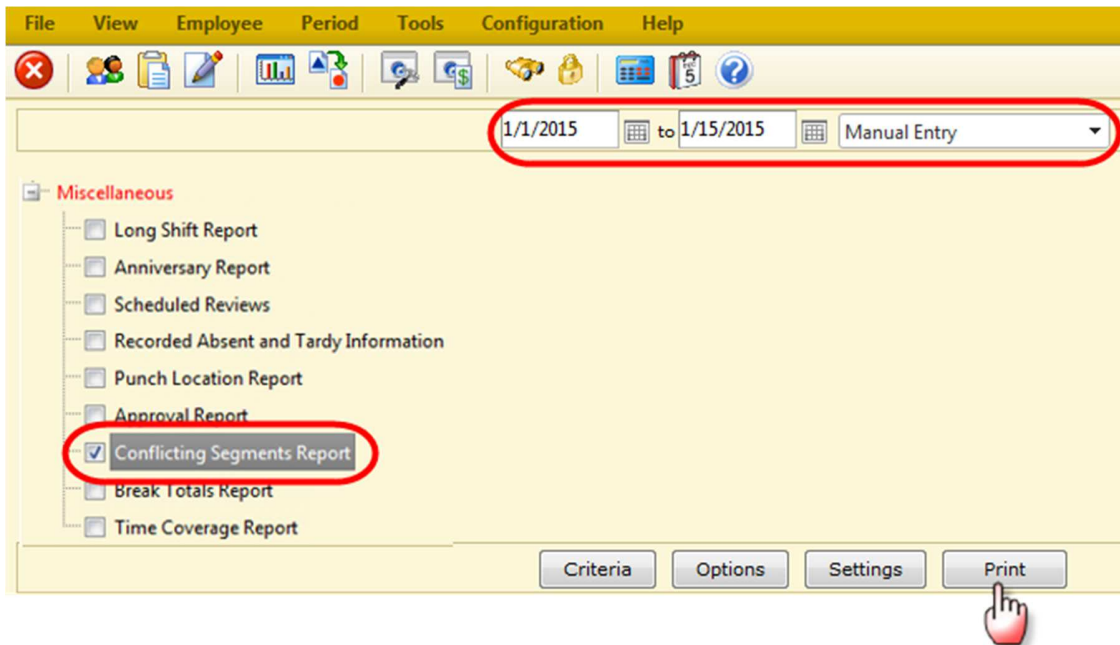 File View Employee Period Tools Configuration Help
5
1/1/2015 to 1/15/2015 Manual Entry
Miscellaneous
Long Shift Report
Anniversary Report
Scheduled Reviews
Recorded Absent and Tardy Information
Punch Location Report
Approval Report
Conflicting Segments Report
Break Totals Report
Time Coverage Report
Criteria Options Settings Print